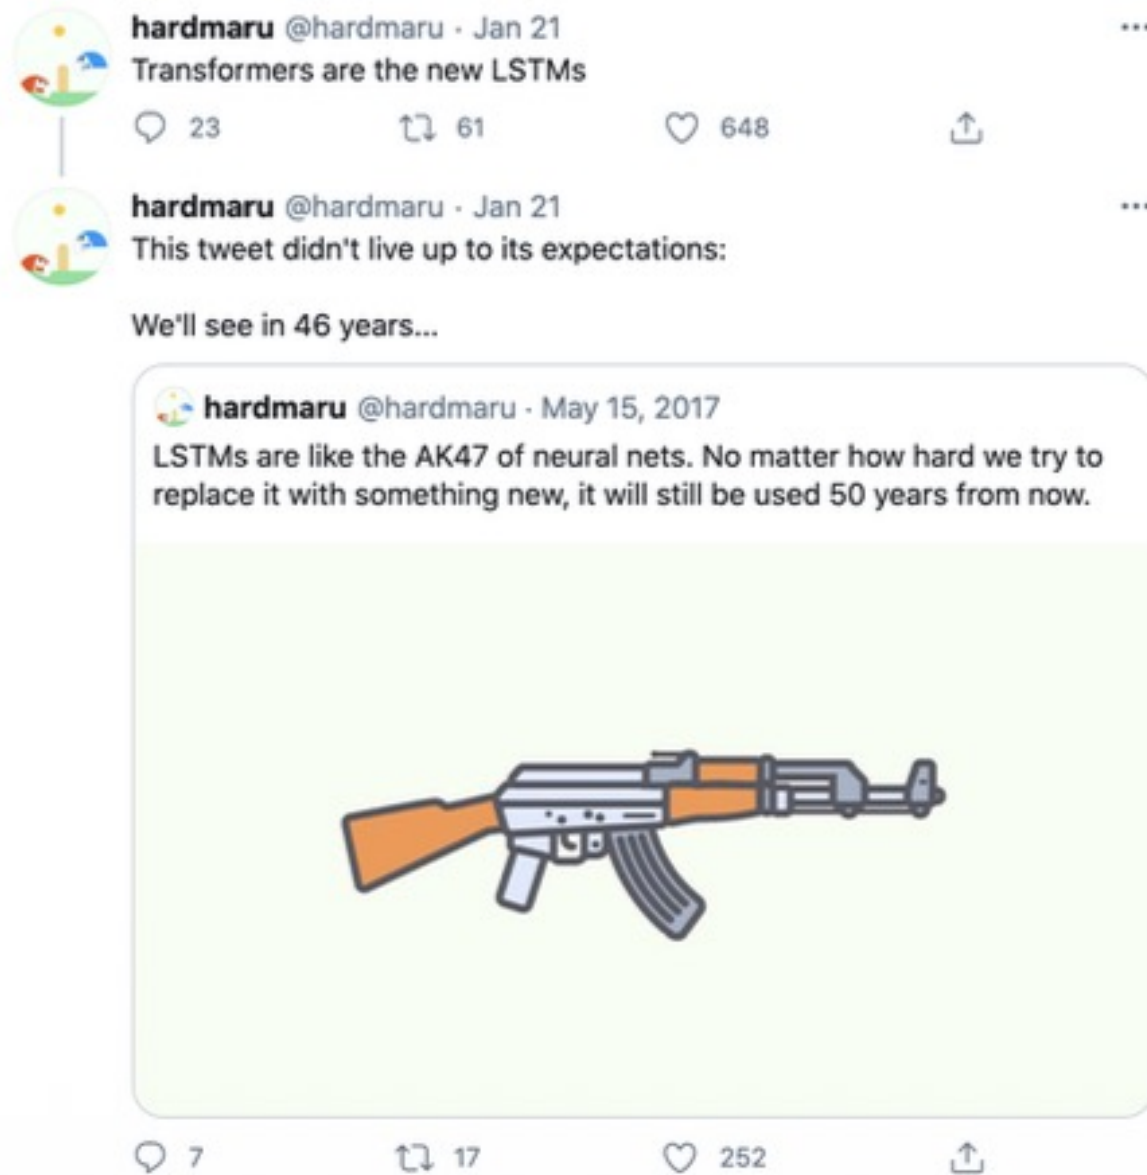 hardmaru @hardmaru · Jan 21
Transformers are the new LSTMs
23 61 648
hardmaru @hardmaru · Jan 21
This tweet didn't live up to its expectations:
We'll see in 46 years...
hardmaru @hardmaru · May 15, 2017
LSTMs are like the AK47 of neural nets. No matter how hard we try to
replace it with something new, it will still be used 50 years from now.
7 17 252